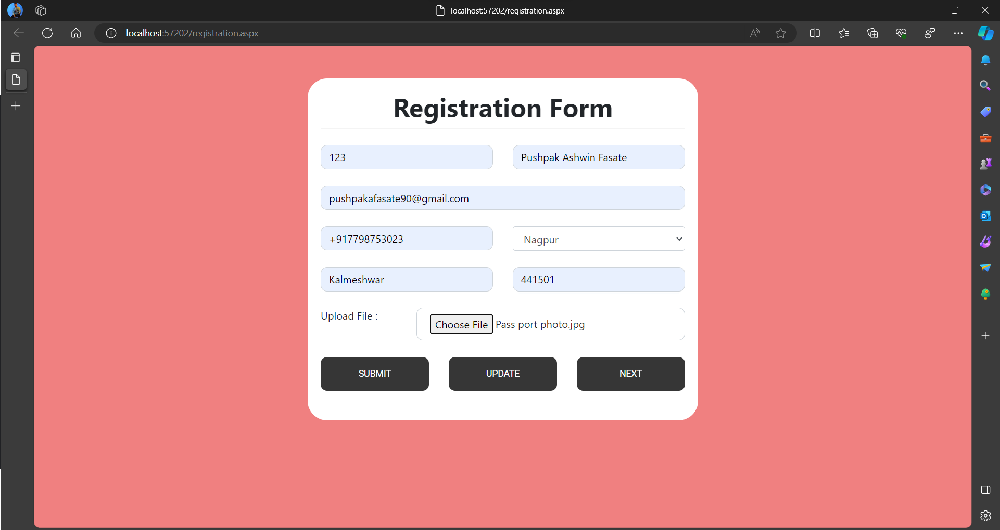 localhost:57202/registration.aspx
localhost:57202/registration.aspx
Registration Form
123 Pushpak Ashwin Fasate
pushpakafasate90@gmail.com
+917798753023 Nagpur
Kalmeshwar 441501
Upload File : Choose File Pass port photo.jpg
SUBMIT UPDATE NEXT